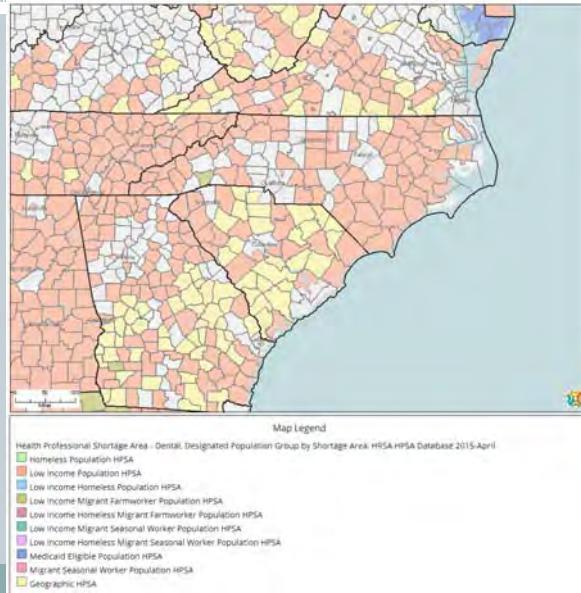 Map Legend
Health Professional Shortage Area - Dental, Designated Population Group by Shortage Area, HRSA HPSA Database 2015-April
Homeless Population HPSA
Low Income Population HPSA
Low Income Homeless Population HPSA
Low Income Migrant Farmworker Population HPSA
Low Income Homeless Migrant Farmworker Population HPSA
Low Income Migrant Seasonal Worker Population HPSA
Low Income Homeless Migrant Seasonal Worker Population HPSA
Medicaid Eligible Population HPSA
Migrant Seasonal Worker Population HPSA
Geographic HPSA